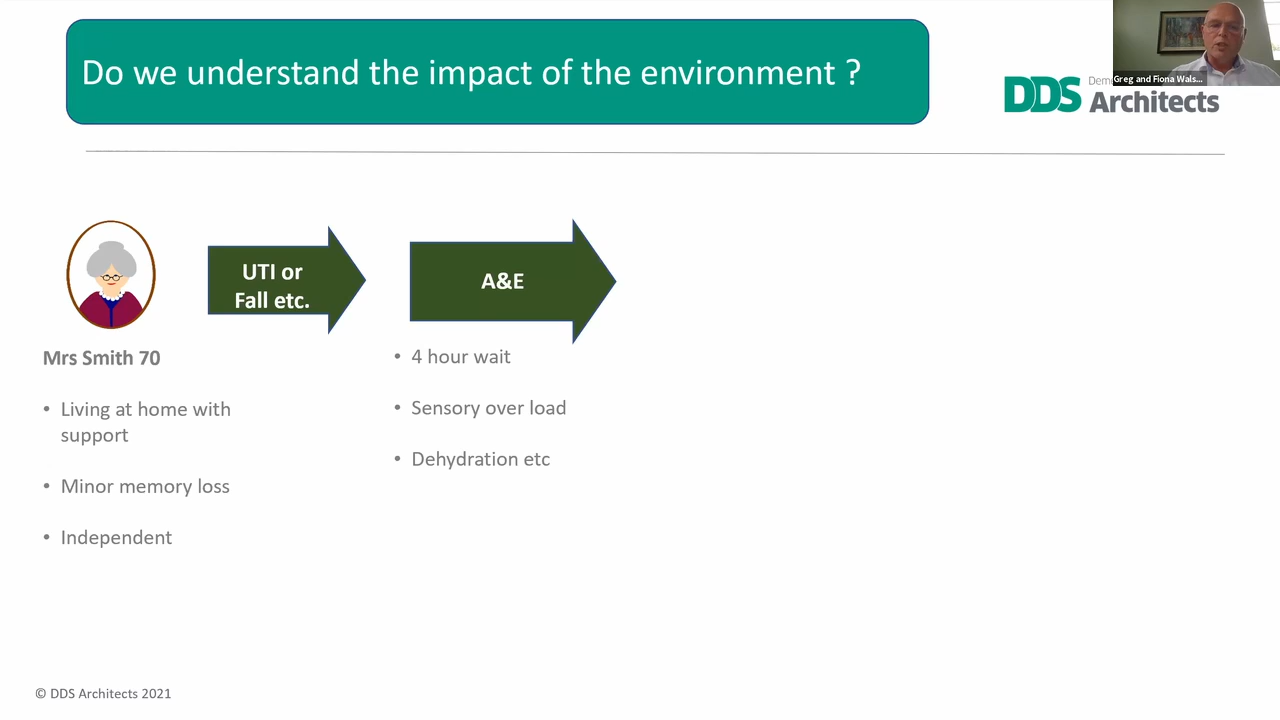 Do we understand the impact of the environment ?
Greg and Fiona Wals...
DDS
Architects
UTI or
Fall etc.
A&E
Mrs Smith 70
• Living at home with
support
• Minor memory loss
• Independent
• 4 hour wait
• Sensory over load
• Dehydration etc
© DDS Architects 2021